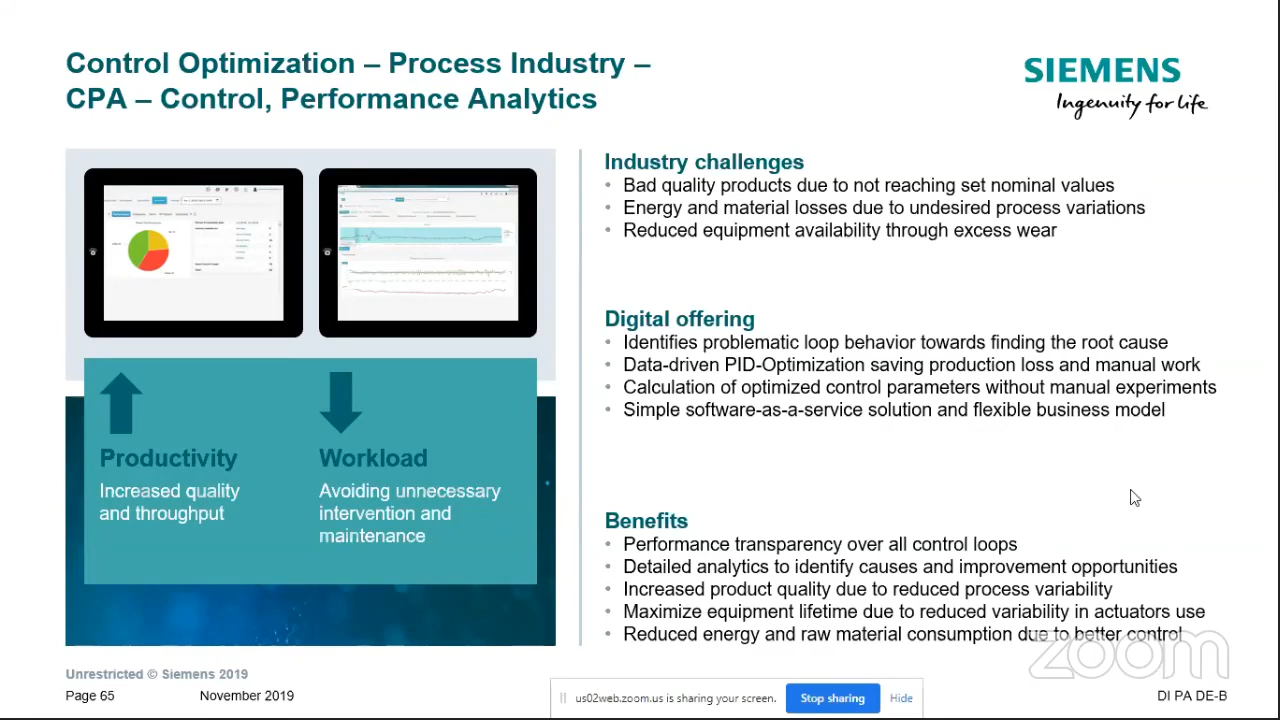 Control Optimization – Process Industry –
CPA – Control, Performance Analytics
SIEMENS
Ingenuity for life
Industry challenges
• Bad quality products due to not reaching set nominal values
• Energy and material losses due to undesired process variations
• Reduced equipment availability through excess wear
Digital offering
• Identifies problematic loop behavior towards finding the root cause
• Data-driven PID-Optimization saving production loss and manual work
• Calculation of optimized control parameters without manual experiments
• Simple software-as-a-service solution and flexible business model
Productivity
Increased quality
and throughput
Workload
Avoiding unnecessary
intervention and
maintenance
Benefits
• Performance transparency over all control loops
• Detailed analytics to identify causes and improvement opportunities
• Increased product quality due to reduced process variability
• Maximize equipment lifetime due to reduced variability in actuators use
• Reduced energy and raw material consumption due to better control
zoom
Unrestricted © Siemens 2019
Page 65 November 2019
us02web.zoom.us is sharing your screen. Stop sharing Hide
DI PA DE-B